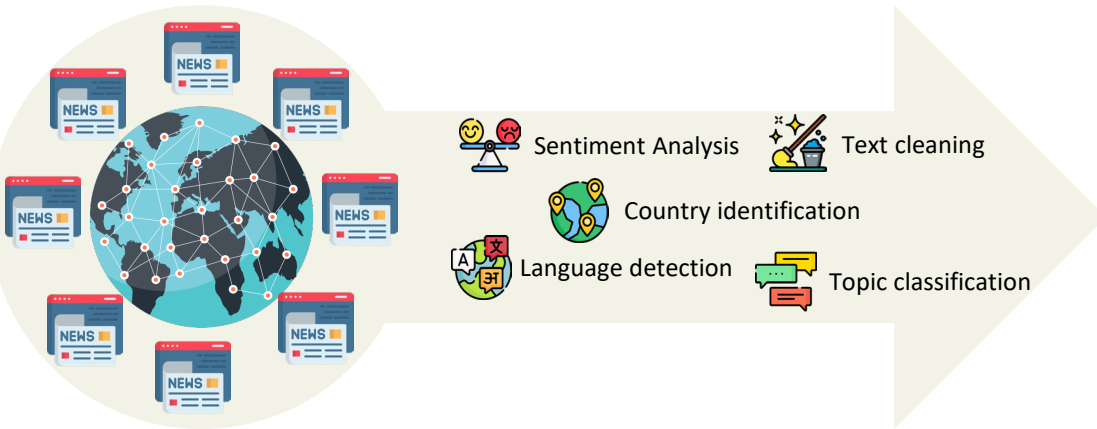 NEWS
NEWS
NEWS
NEWS
NEWS
NEWS
NEWS
NEWS
Sentiment Analysis
Text cleaning
Country identification
A
文
अ
Language detection
Topic classification